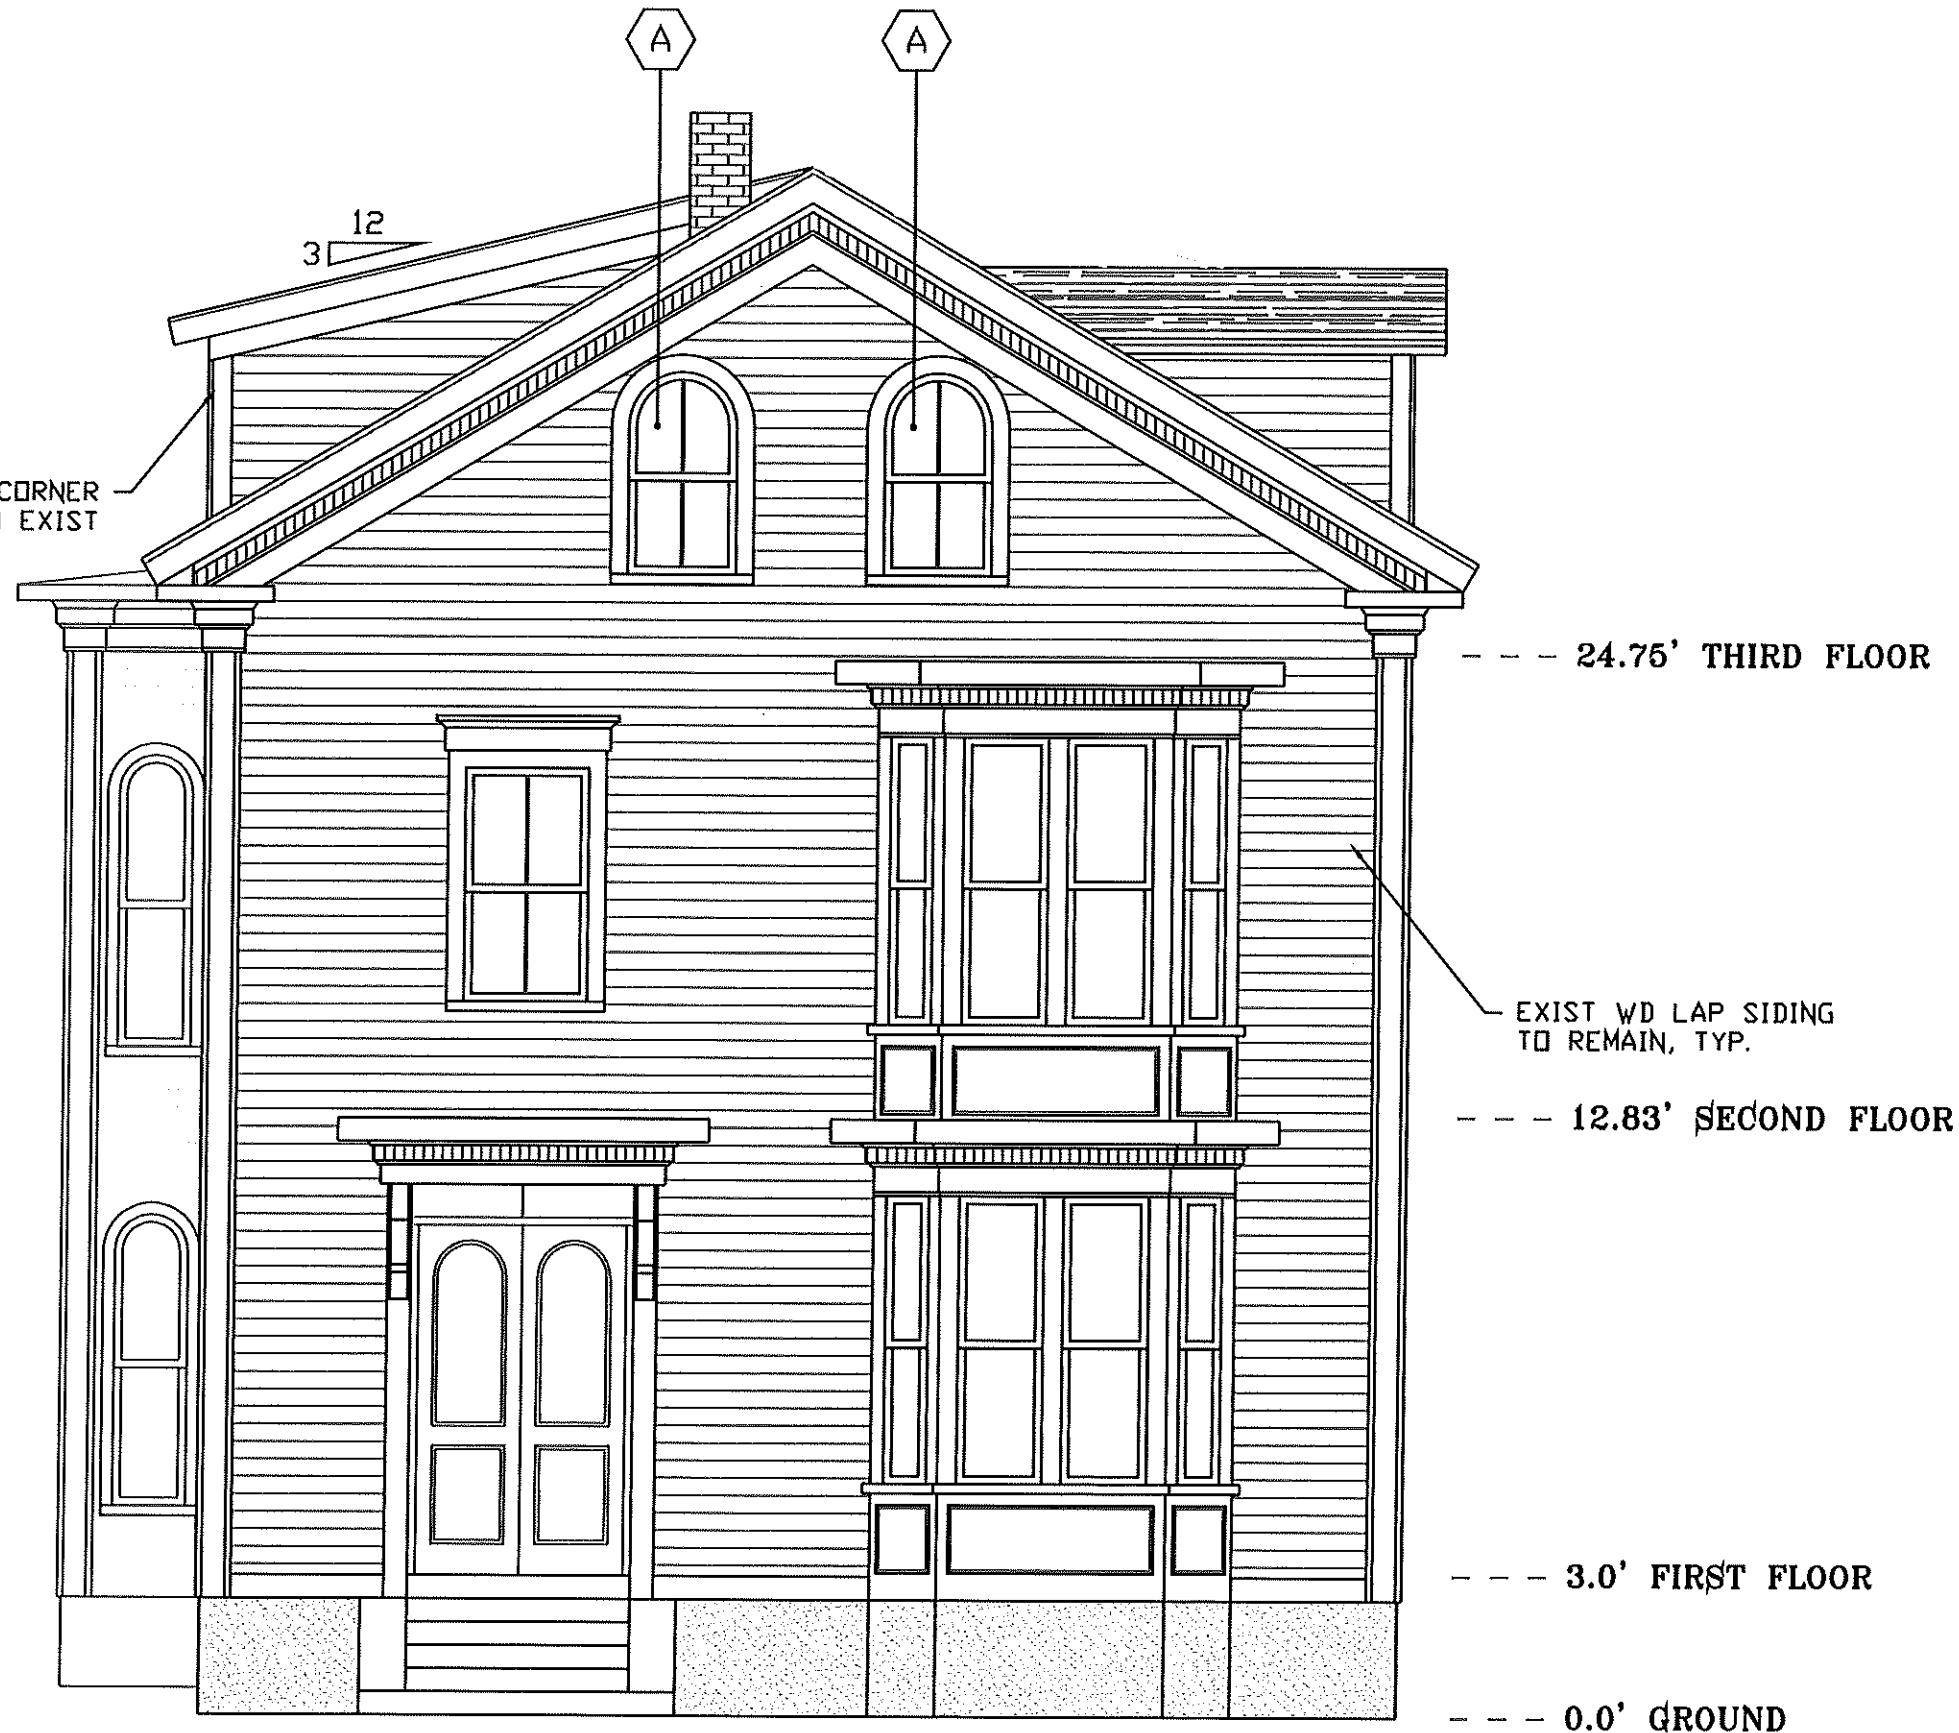 A
A
12
3
CORNER
EXIST
24.75' THIRD FLOOR
EXIST WD LAP SIDING
TO REMAIN, TYP.
12.83' SECOND FLOOR
3.0' FIRST FLOOR
0.0' GROUND